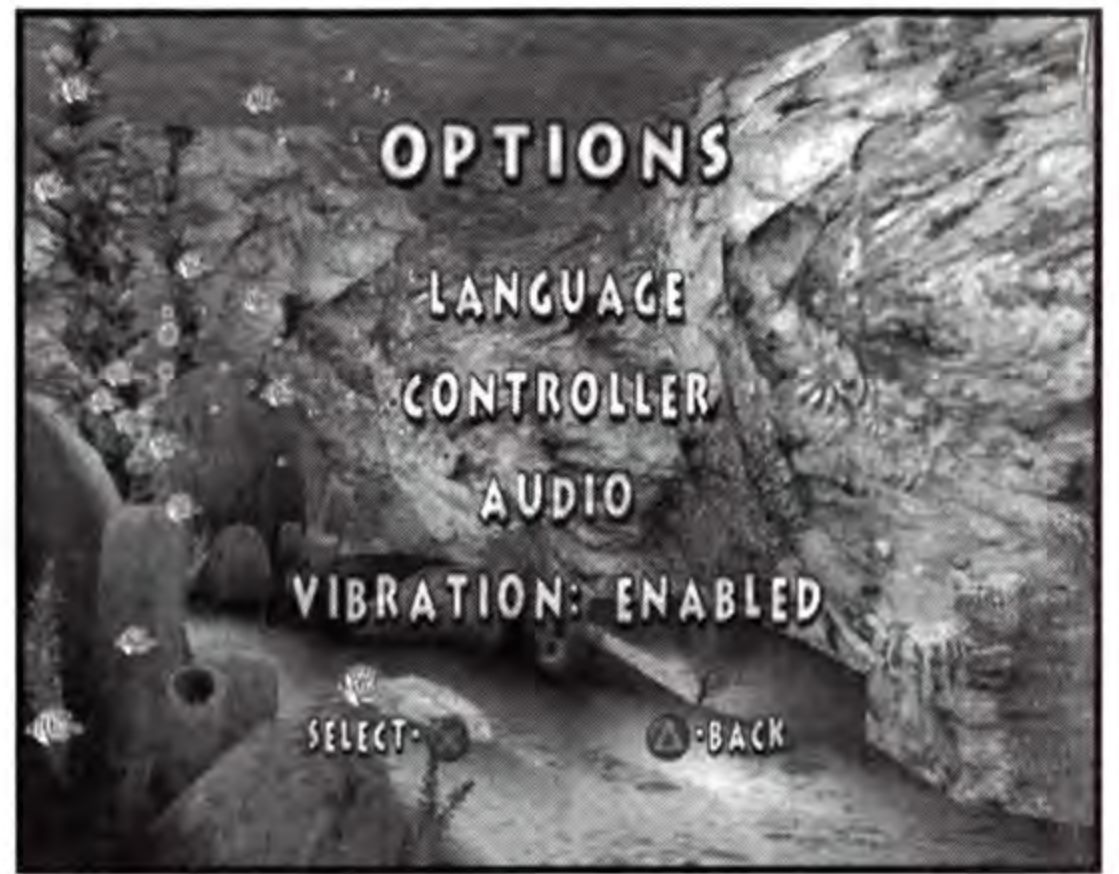 OPTIONS
LANGUAGE
CONTROLLER
AUDIO
VIBRATION: ENABLED
SELECT- -BACK